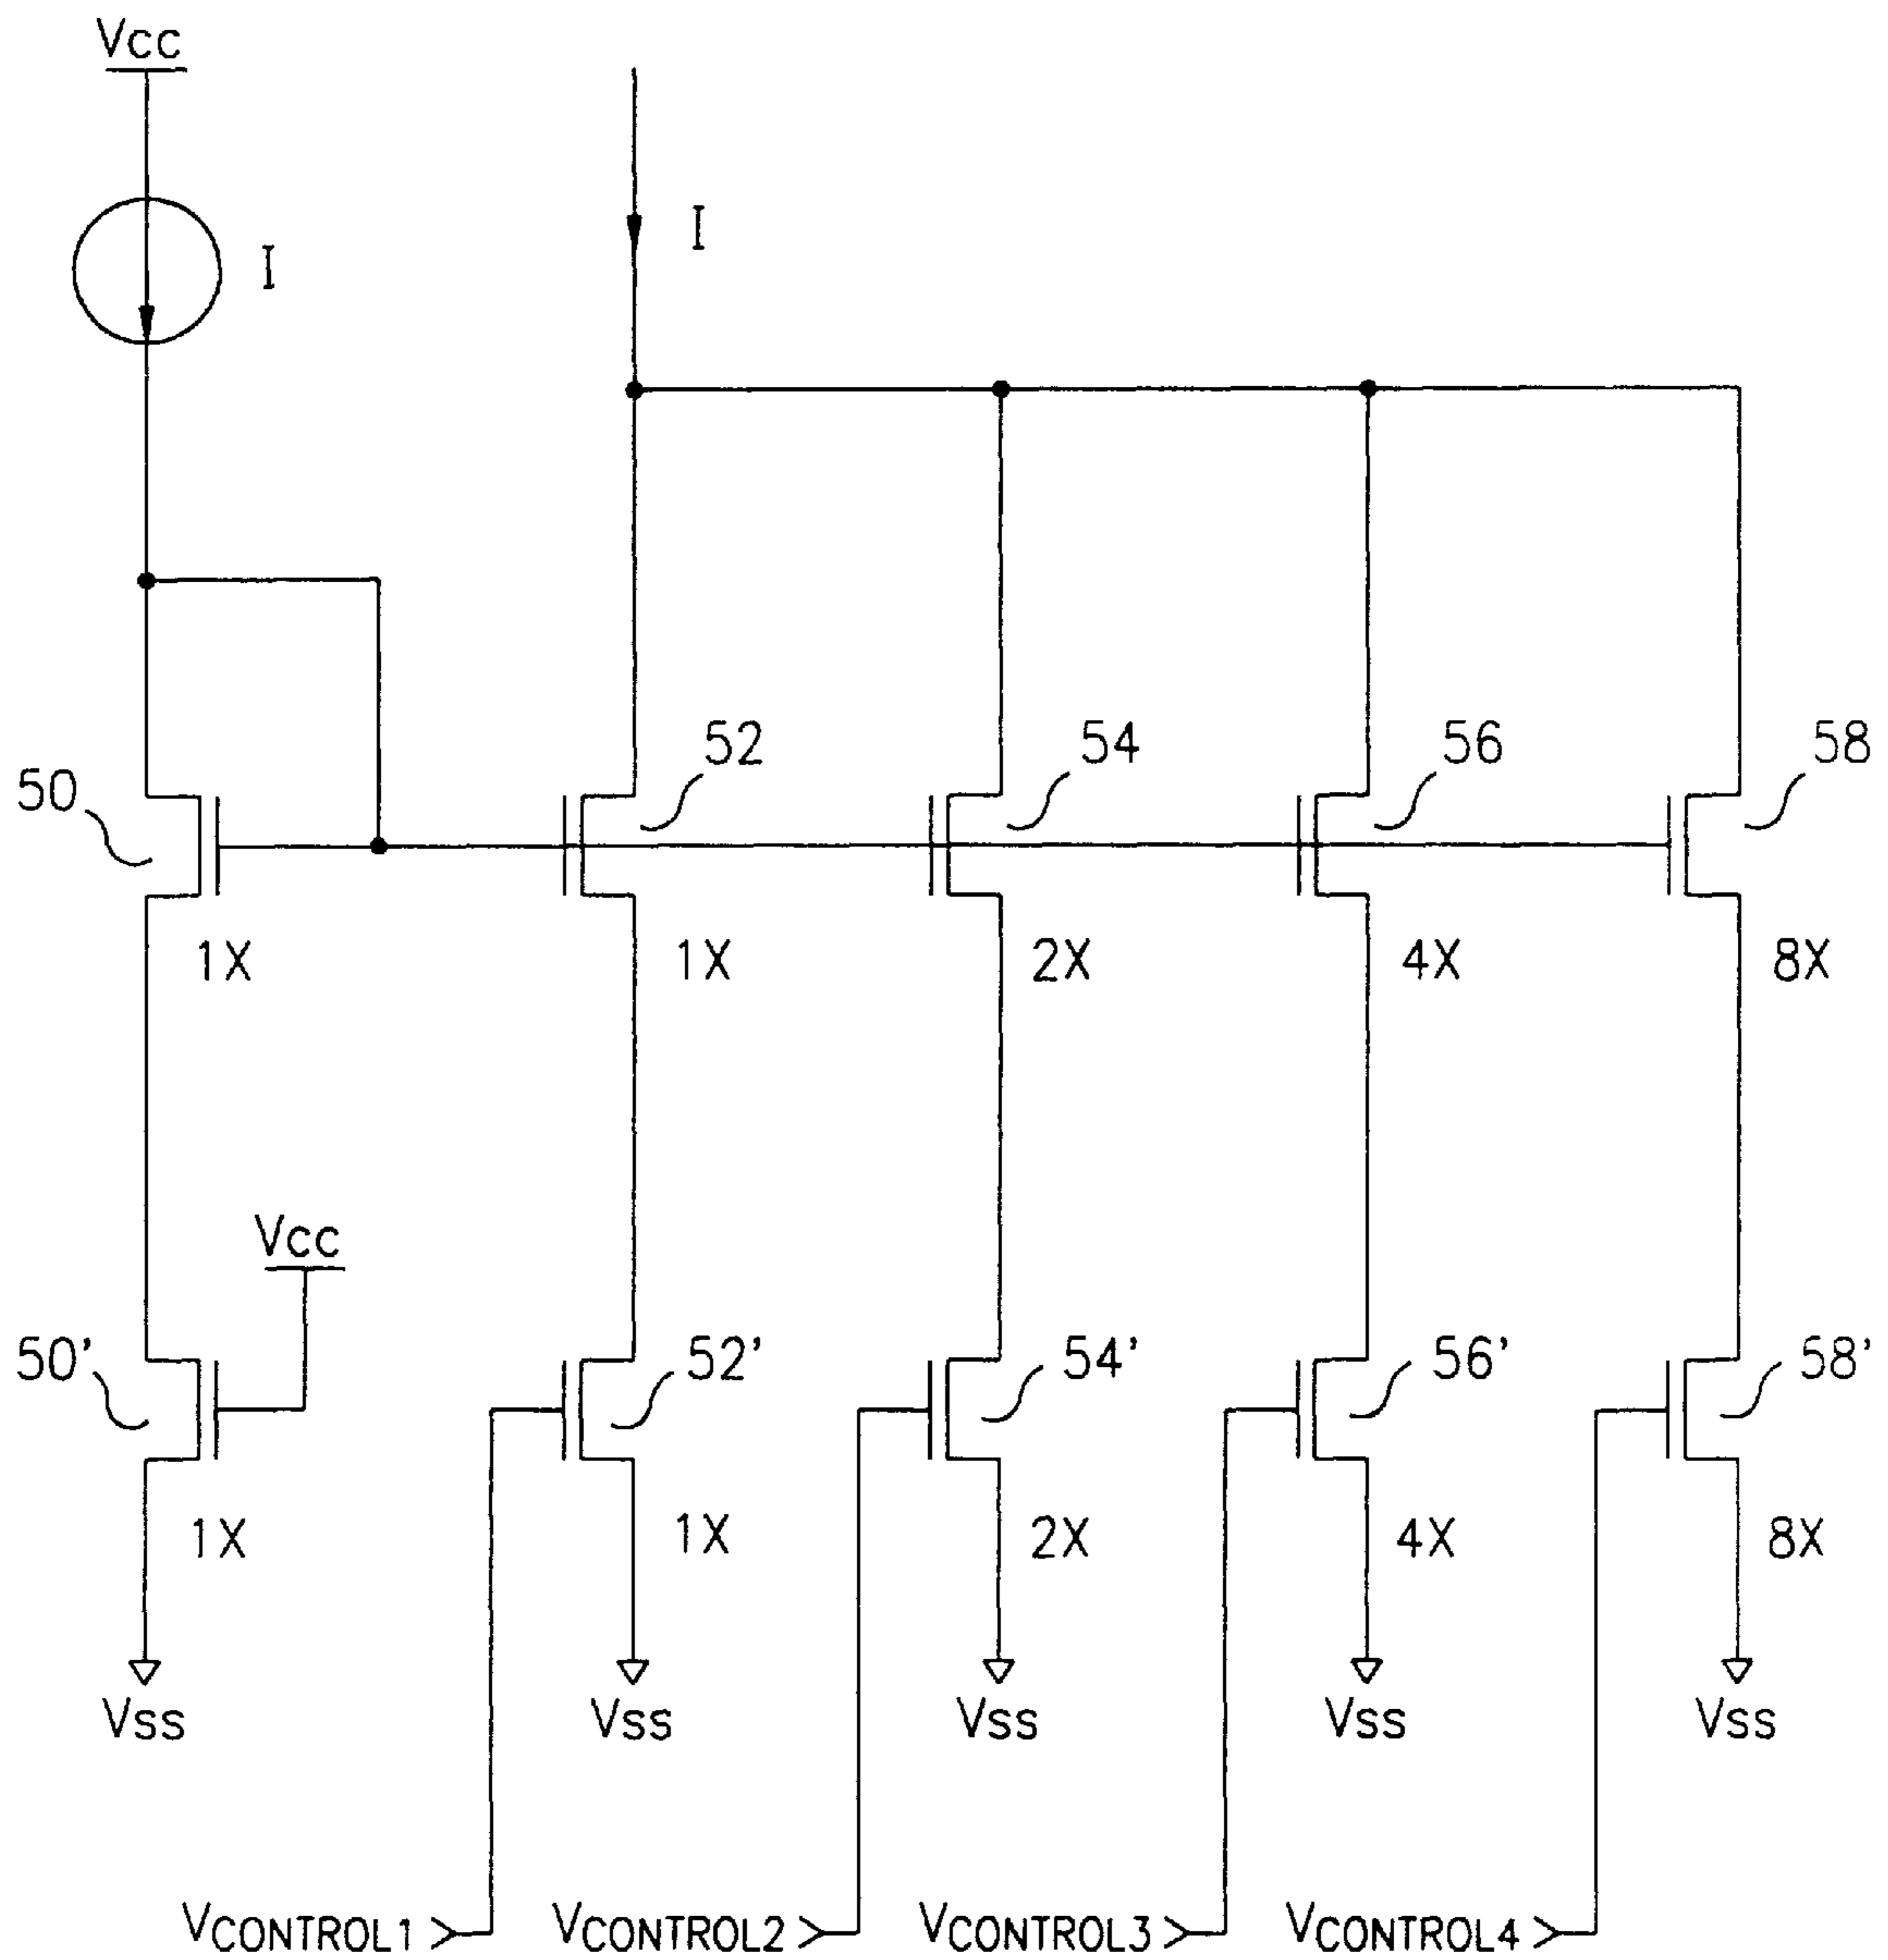 Vcc
I
I
52
54
56
58
50
1X
1X
2X
4X
8X
Vcc
50'
52'
54'
56'
58'
1X
1X
2X
4X
8X
Vss
Vss
Vss
Vss
Vss
VCONTROL1
VCONTROL2
VCONTROL3
VCONTROL4